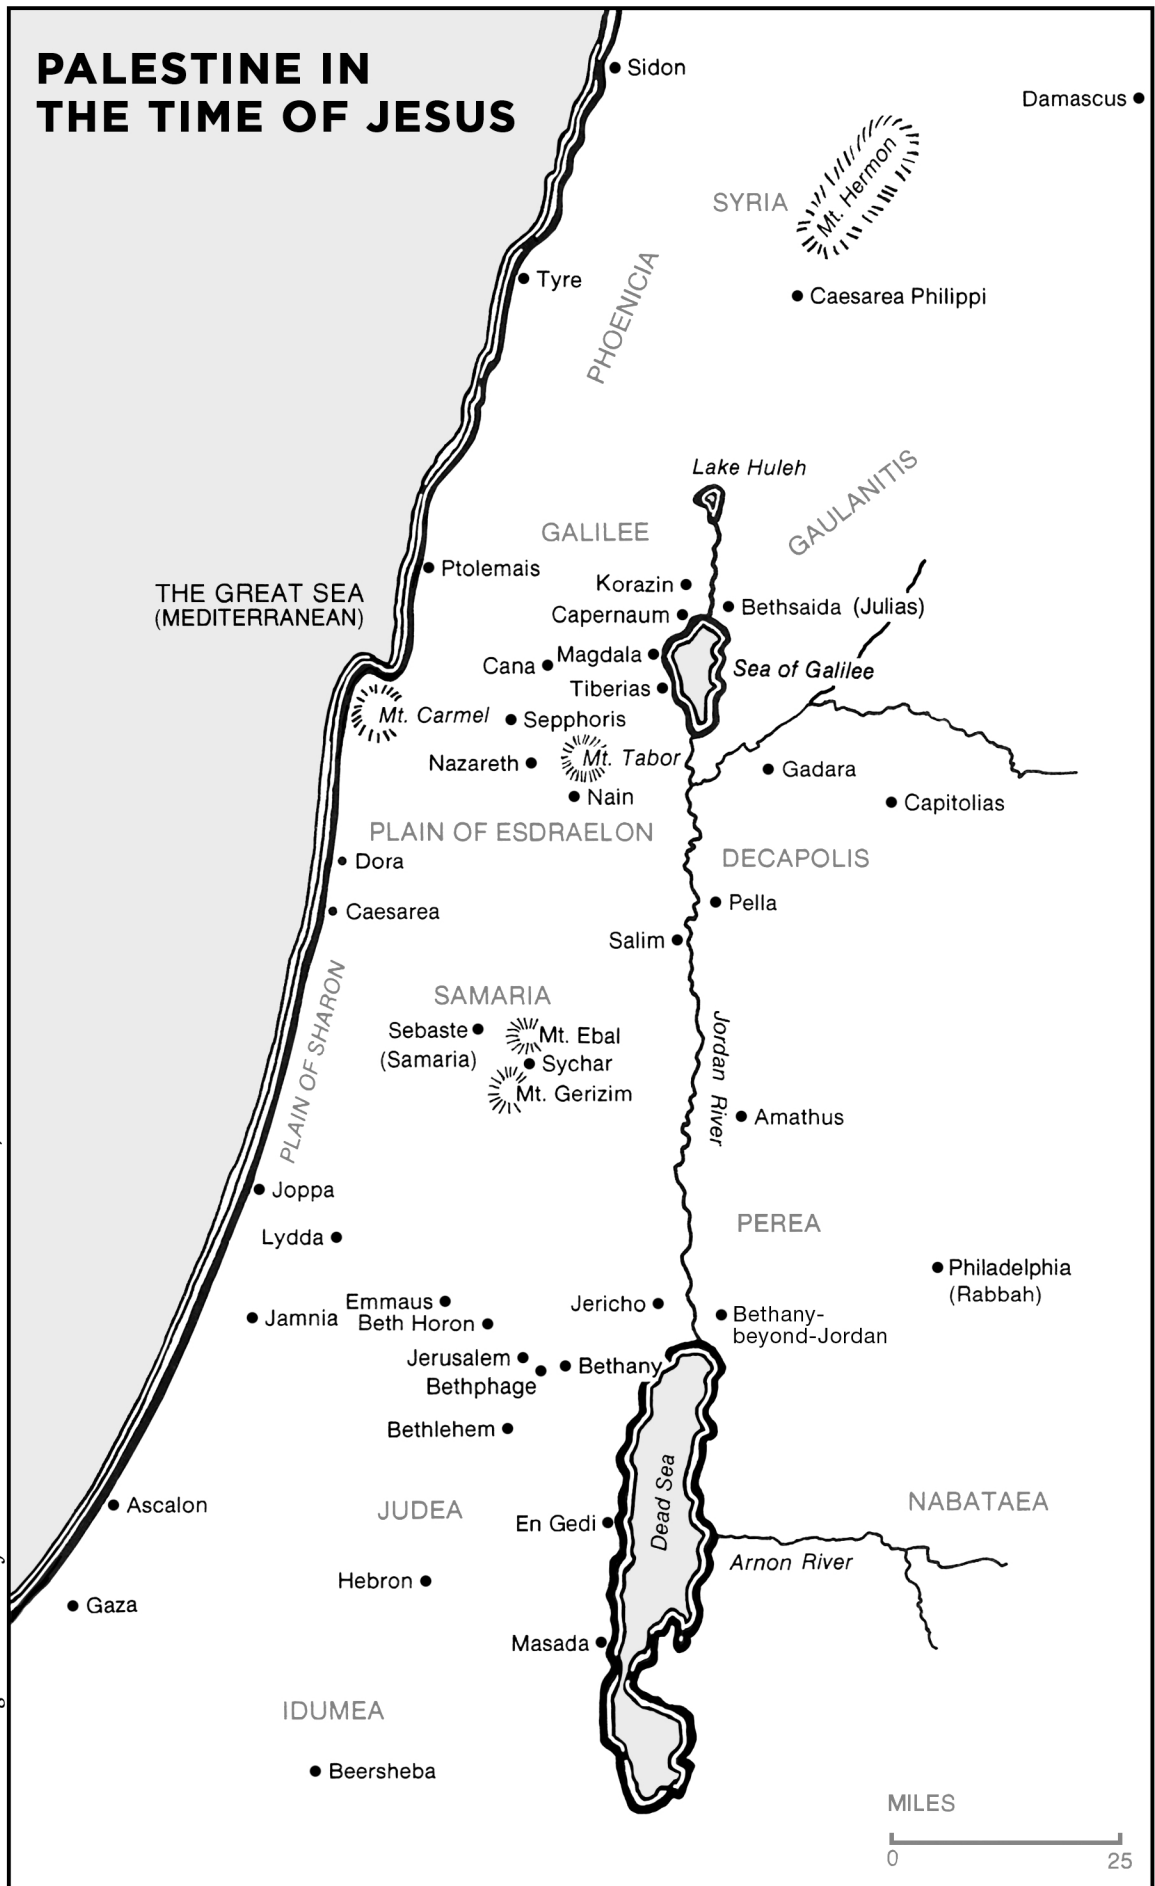 PALESTINE IN
THE TIME OF JESUS
Sidon
Damascus
Mt. Hermon
SYRIA
Tyre
PHOENICIA
Caesarea Philippi
Lake Huleh
GAULANITIS
GALILEE
Ptolemais
THE GREAT SEA
(MEDITERRANEAN)
Korazin
Capernaum
Bethsaida (Julias)
Cana
Magdala
Sea of Galilee
Tiberias
Mt. Carmel
Sepphoris
Nazareth
Mt. Tabor
Gadara
Nain
Capitolias
PLAIN OF ESDRAELON
DECAPOLIS
Dora
Caesarea
Pella
Salim
PLAIN OF SHARON
SAMARIA
Sebaste
(Samaria)
Mt. Ebal
Sychar
Mt. Gerizim
Jordan River
Amathus
Joppa
PEREA
Lydda
Philadelphia
(Rabbah)
Emmaus
Jericho
Jamnia
Beth Horon
Bethany-
beyond-Jordan
Jerusalem
Bethany
Bethphage
Bethlehem
Dead Sea
Ascalon
JUDEA
NABATAEA
En Gedi
Arnon River
Hebron
Gaza
Masada
IDUMEA
Beersheba
MILES
0 25